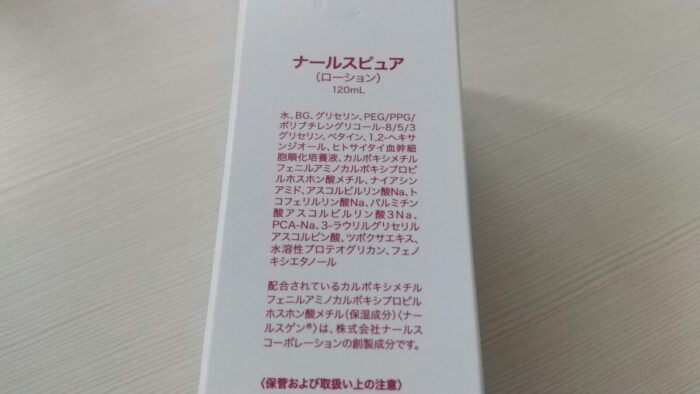 ナールスピュア
（ローション）
120mL
水、BG、グリセリン、PEG/PPG/
ポリブチレングリコール-8/5/3
グリセリン、ベタイン、1,2-ヘキサ
ンジオール、ヒトサイタイ血幹細
胞順化培養液、カルボキシメチル
フェニルアミノカルボキシプロピ
ルホスホン酸メチル、ナイアシン
アミド、アスコルビルリン酸Na、ト
コフェリルリン酸Na、パルミチン
酸アスコルビルリン酸3Na、
PCA-Na、3-ラウリルグリセリル
アスコルビン酸、ツボクサエキス、
水溶性プロテオグリカン、フェノ
キシエタノール
配合されているカルボキシメチル
フェニルアミノカルボキシプロピル
ホスホン酸メチル（保湿成分）〈ナー
ルスゲン®〉は、株式会社ナールス
コーポレーションの創製成分です。
〈保管および取扱い上の注意〉